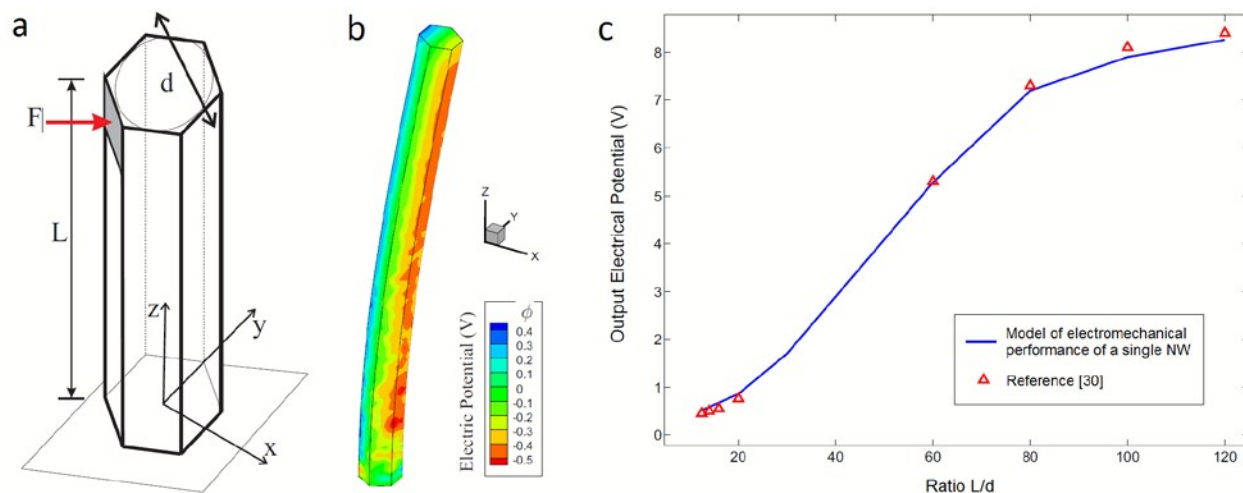 a
d
F
L
z
y
x
b
Z
Y
X
Electric Potential (V)
ϕ
0.4
0.3
0.2
0.1
0
-0.1
-0.2
-0.3
-0.4
-0.5
c
Output Electrical Potential (V)
8
7
6
5
4
3
2
1
0
20
40
60
80
100
120
Ratio L/d
Model of electromechanical
performance of a single NW
Reference [30]